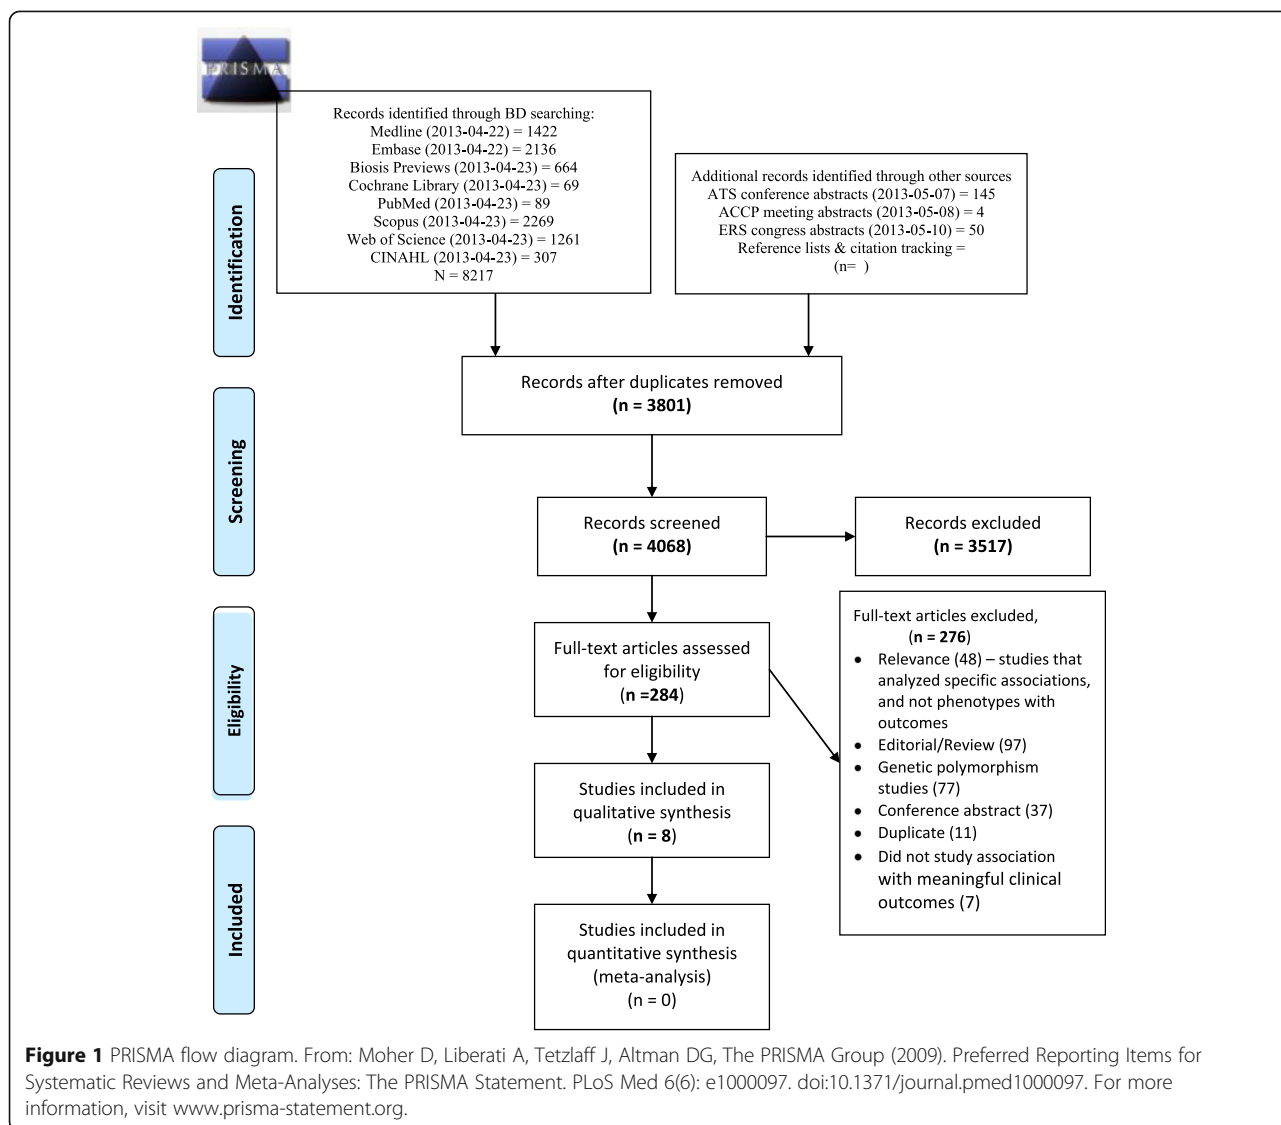 PRISMA
Records identified through BD searching:
Medline (2013-04-22) = 1422
Embase (2013-04-22) = 2136
Biosis Previews (2013-04-23) = 664
Cochrane Library (2013-04-23) = 69
PubMed (2013-04-23) = 89
Scopus (2013-04-23) = 2269
Web of Science (2013-04-23) = 1261
CINAHL (2013-04-23) = 307
N = 8217
Additional records identified through other sources
ATS conference abstracts (2013-05-07) = 145
ACCP meeting abstracts (2013-05-08) = 4
ERS congress abstracts (2013-05-10) = 50
Reference lists & citation tracking =
(n= )
Identification
Records after duplicates removed
(n = 3801)
Screening
Records screened
(n = 4068)
Records excluded
(n = 3517)
Eligibility
Full-text articles assessed
for eligibility
(n =284)
Full-text articles excluded,
(n = 276)
• Relevance (48) – studies that
analyzed specific associations,
and not phenotypes with
outcomes
• Editorial/Review (97)
• Genetic polymorphism
studies (77)
• Conference abstract (37)
• Duplicate (11)
• Did not study association
with meaningful clinical
outcomes (7)
Studies included in
qualitative synthesis
(n = 8)
Included
Studies included in
quantitative synthesis
(meta-analysis)
(n = 0)
Figure 1 PRISMA flow diagram. From: Moher D, Liberati A, Tetzlaff J, Altman DG, The PRISMA Group (2009). Preferred Reporting Items for
Systematic Reviews and Meta-Analyses: The PRISMA Statement. PLoS Med 6(6): e1000097. doi:10.1371/journal.pmed1000097. For more
information, visit www.prisma-statement.org.